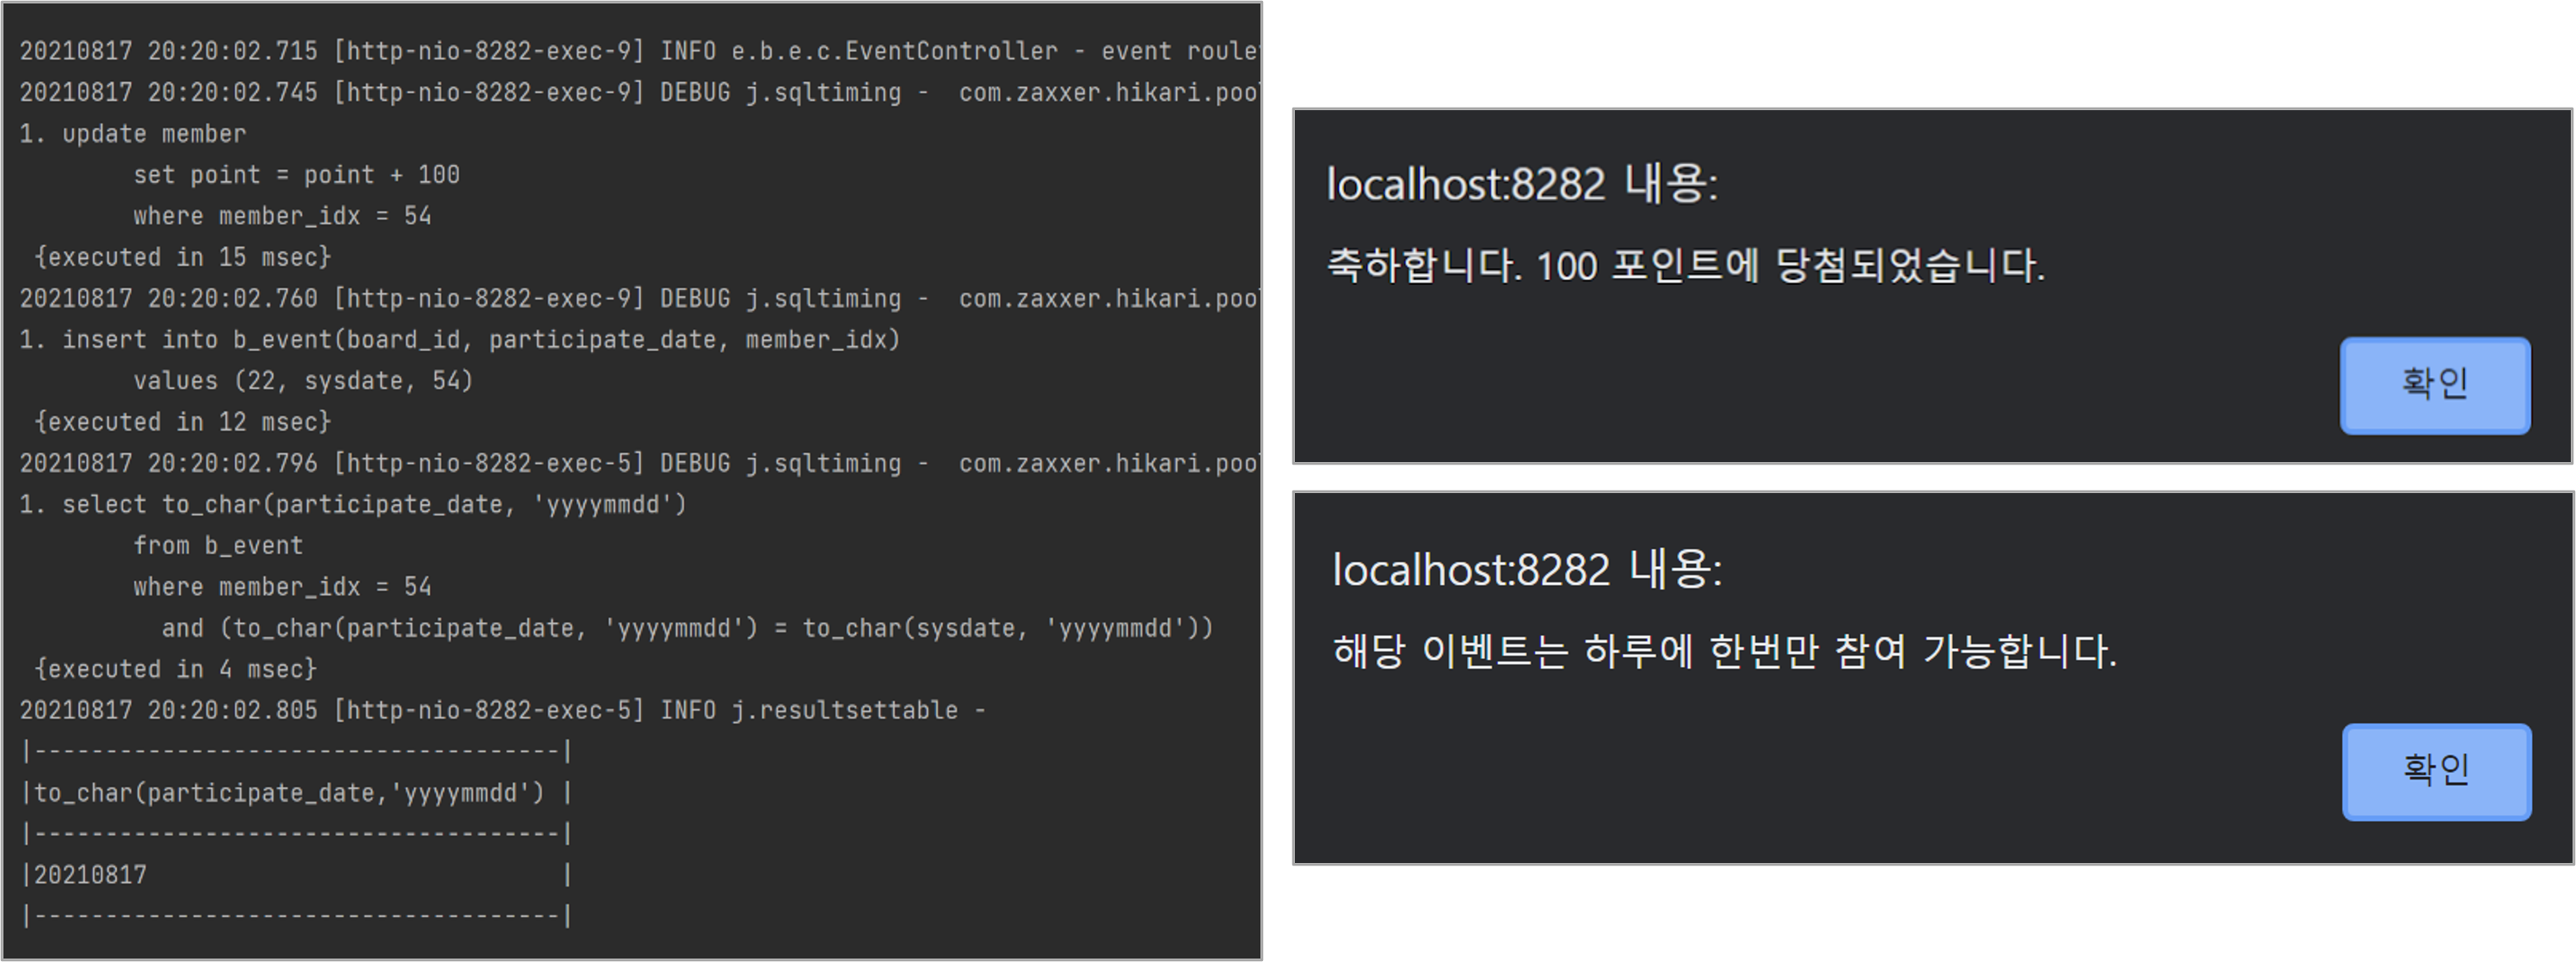 20210817 20:20:02.715 [http-nio-8282-exec-9] INFO e.b.e.c.EventController - event
20210817 20:20:02.745 [http-nio-8282-exec-9] DEBUG j.sqltiming -  com.zaxxer.hikari.
1. update member
set point = point + 100
where member_idx = 54
{executed in 15 msec}
20210817 20:20:02.760 [http-nio-8282-exec-9] DEBUG j.sqltiming -  com.zaxxer.hikari.
1. insert into b_event(board_id, participate_date, member_idx)
values (22, sysdate, 54)
{executed in 12 msec}
20210817 20:20:02.796 [http-nio-8282-exec-5] DEBUG j.sqltiming -  com.zaxxer.hikari.
1. select to_char(participate_date, 'yyyymmdd')
from b_event
where member_idx = 54
and (to_char(participate_date, 'yyyymmdd') = to_char(sysdate, 'yyyymmdd'))
{executed in 4 msec}
20210817 20:20:02.805 [http-nio-8282-exec-5] INFO j.resultsettable -
|-------------------------------------|
|to_char(participate_date,'yyyymmdd') |
|-------------------------------------|
|20210817                             |
|-------------------------------------|
localhost:8282 내용:
축하합니다. 100 포인트에 당첨되었습니다.
확인
localhost:8282 내용:
해당 이벤트는 하루에 한번만 참여 가능합니다.
확인